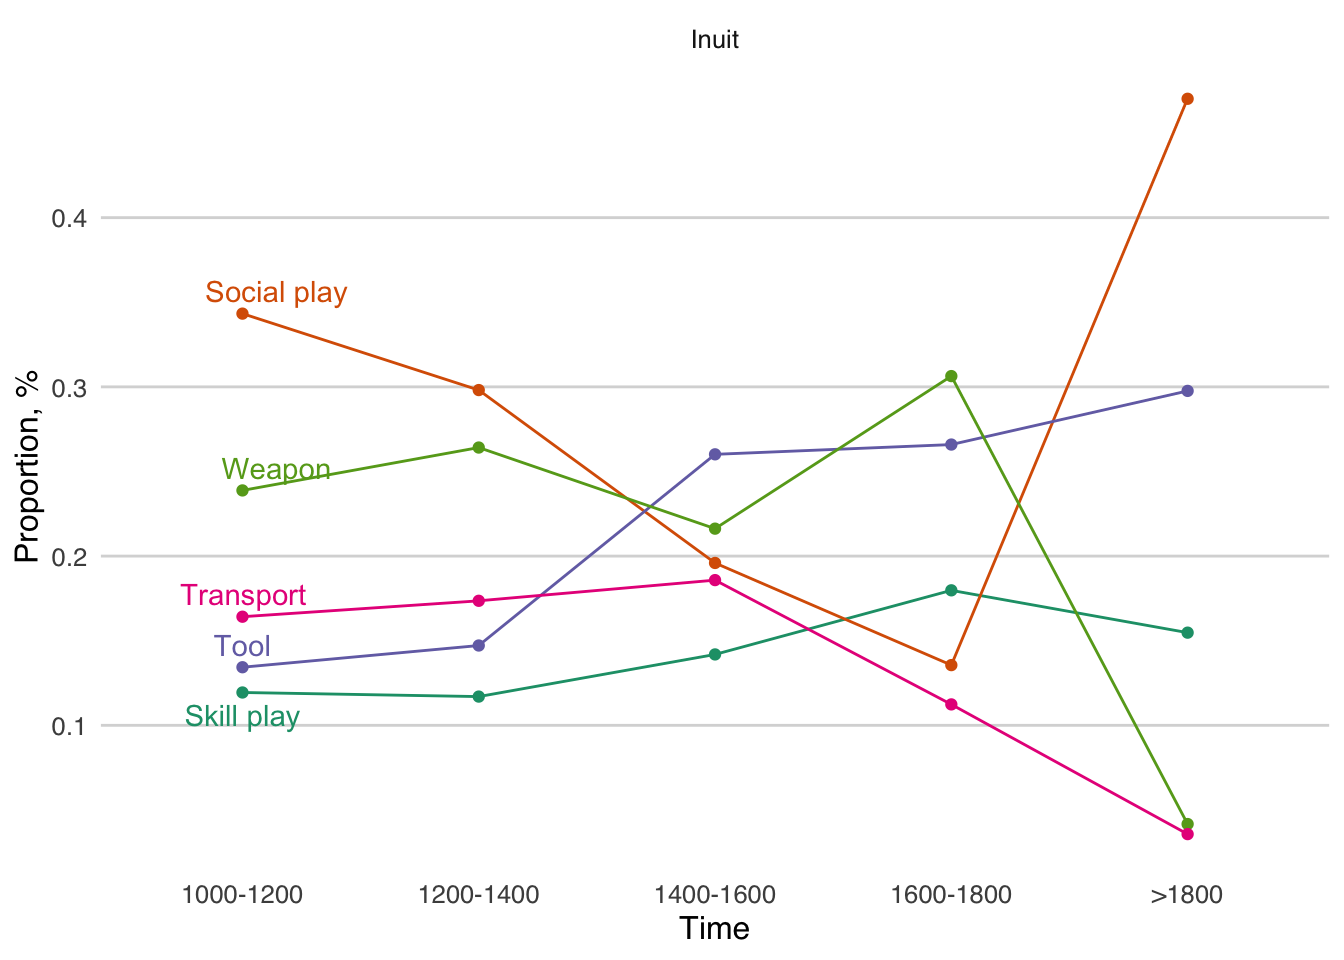 Inuit
Proportion, %
0.4
0.3
0.2
0.1
Social play
Weapon
Transport
Tool
Skill play
1000-1200
1200-1400
1400-1600
1600-1800
>1800
Time